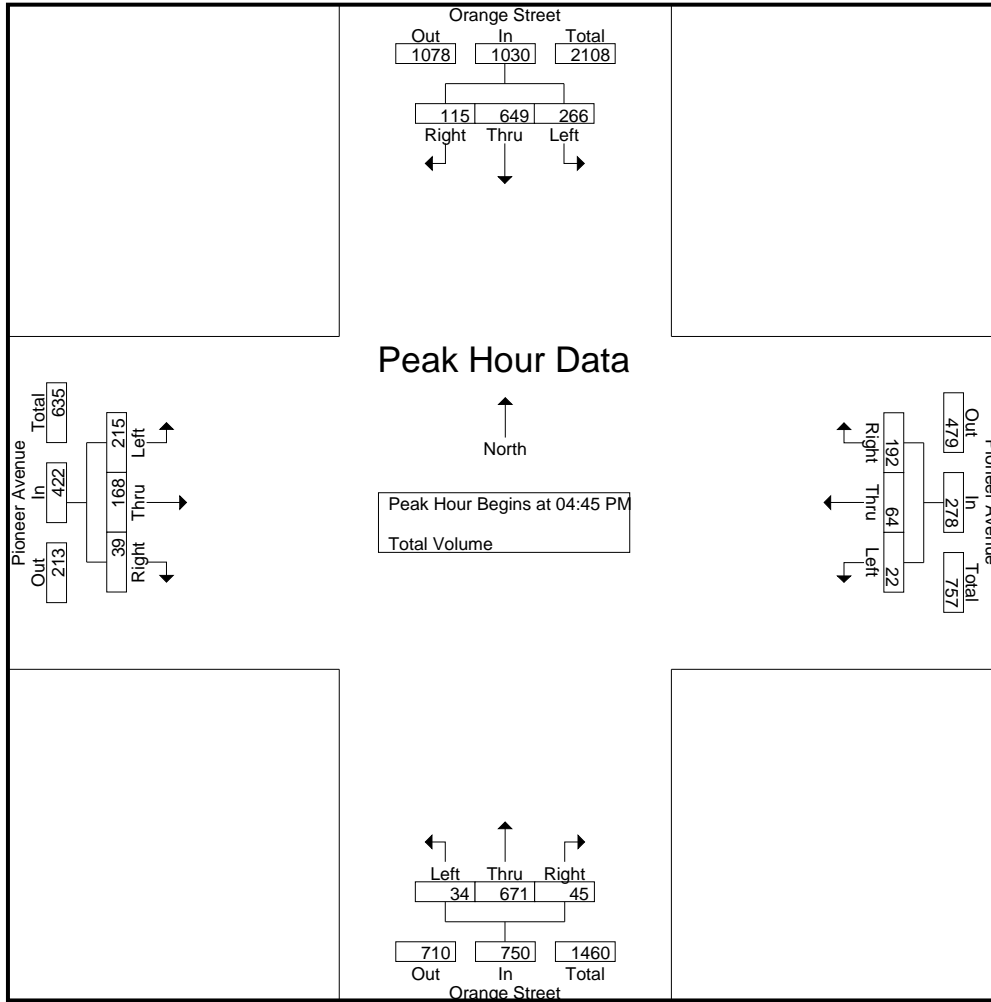 Orange Street
Out In Total
1078 1030 2108
115 649 266
Right Thru Left
Peak Hour Data
North
Peak Hour Begins at 04:45 PM
Total Volume
Pioneer Avenue
Total In Out
635 422 213
215 168 39
Left Thru Right
Pioneer Avenue
Out In Total
479 278 757
192 64 22
Right Thru Left
Left Thru Right
34 671 45
710 750 1460
Out In Total
Orange Street